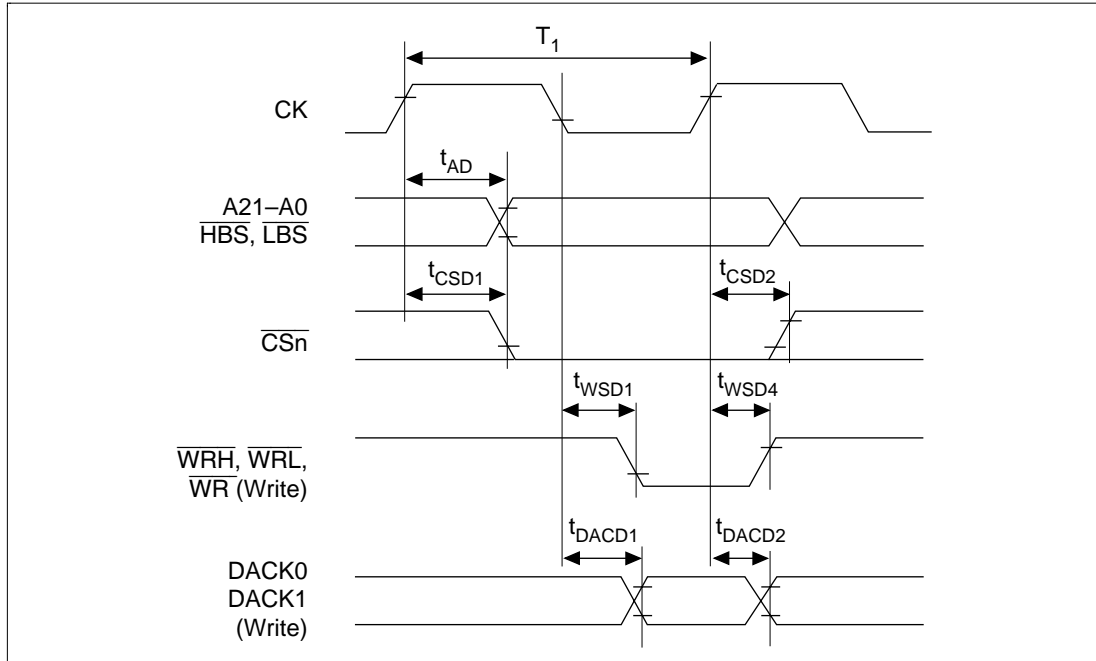 T1
CK
tAD
A21–A0
HBS, LBS
tCSD1
tCSD2
CSn
tWSD1
tWSD4
WRH, WRL,
WR (Write)
tDACD1
tDACD2
DACK0
DACK1
(Write)